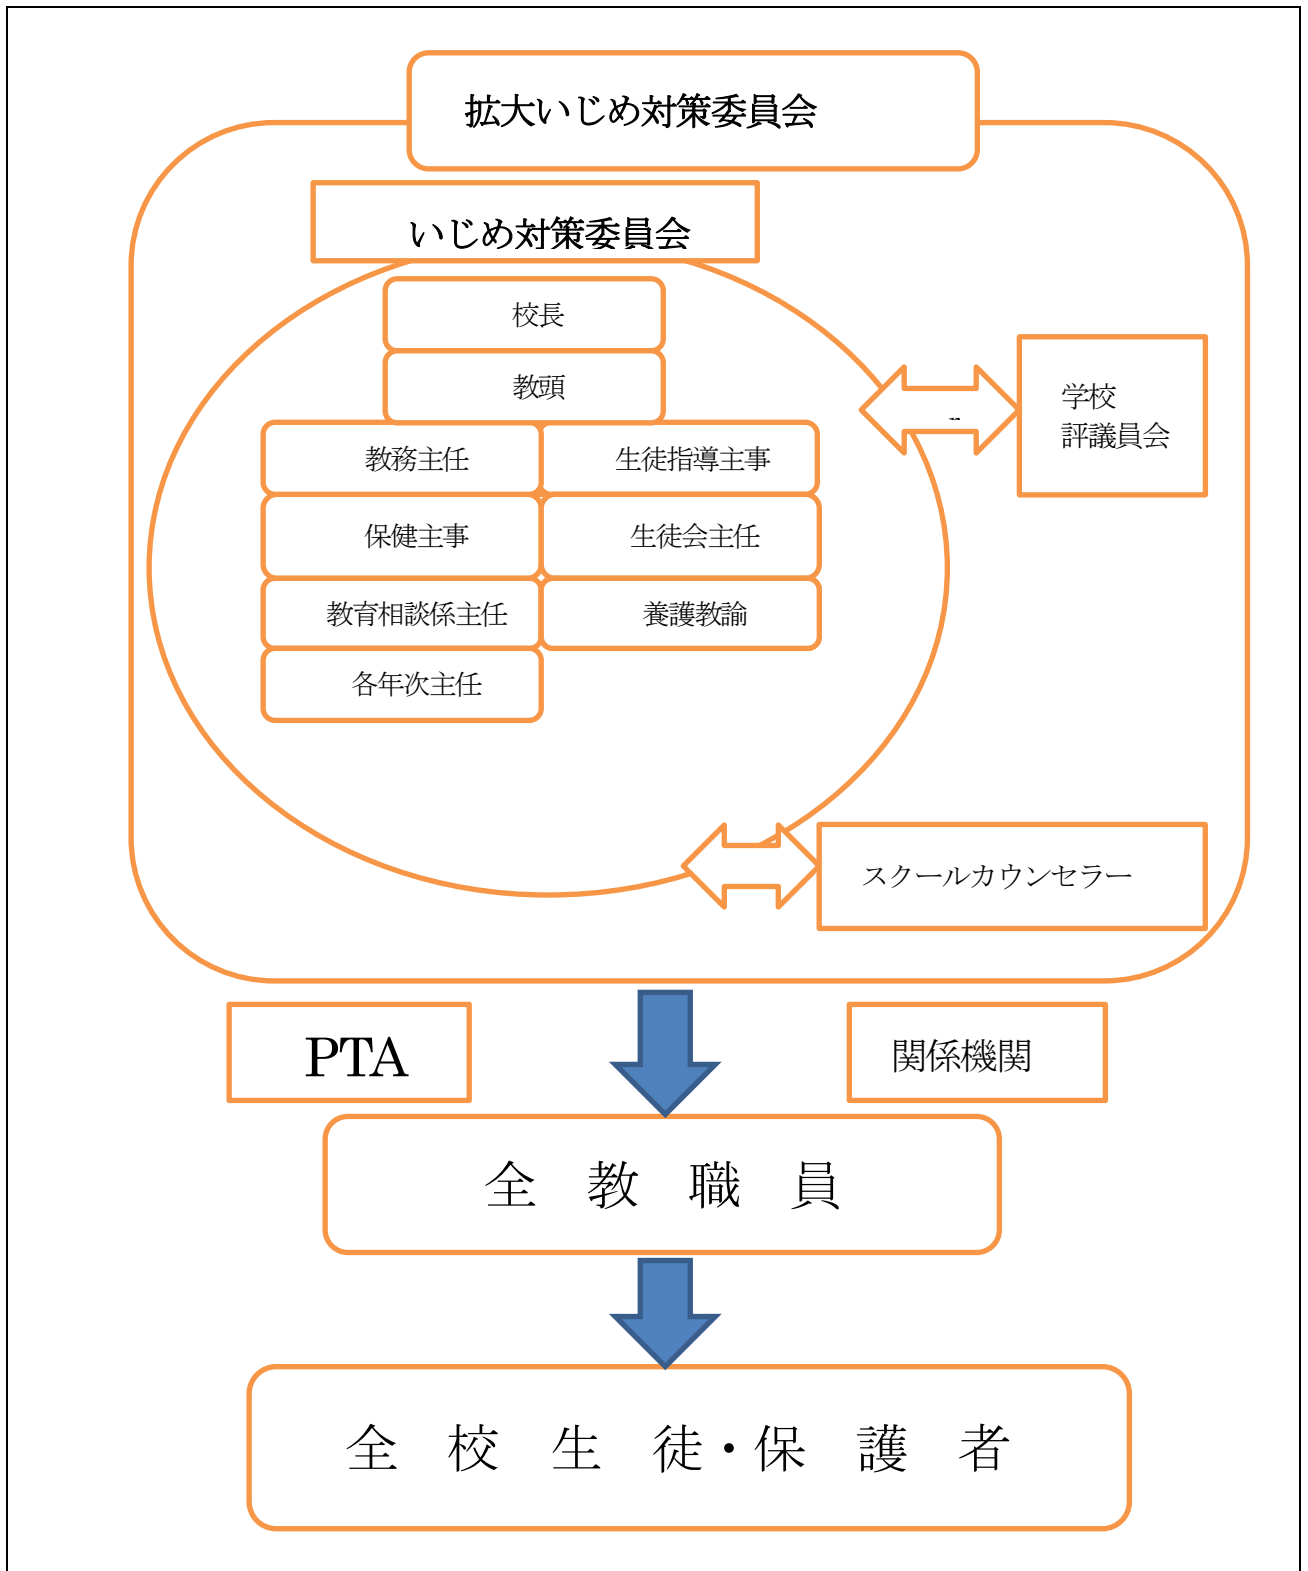 拡大いじめ対策委員会
いじめ対策委員会
校長
教頭
教務主任
生徒指導主事
保健主事
生徒会主任
教育相談係主任
養護教諭
各年次主任
学校
評議員会
スクールカウンセラー
PTA
関係機関
全 教 職 員
全 校 生 徒・保 護 者